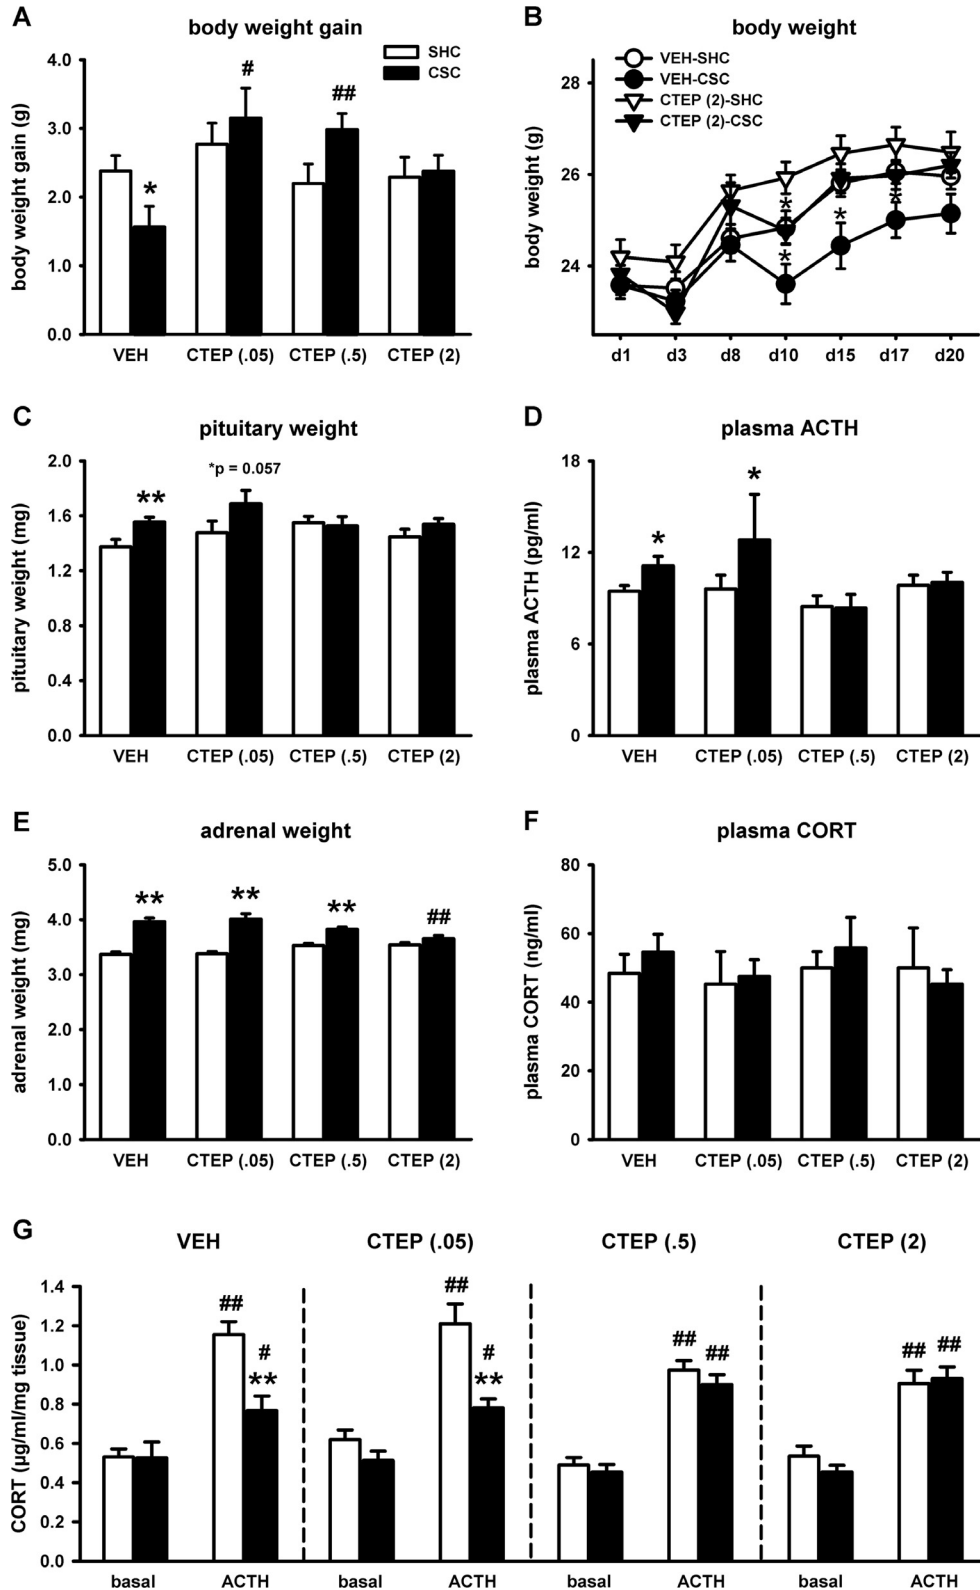 A
body weight gain
SHC
CSC
body weight gain (g)
4.0
3.0
2.0
1.0
0.0
*
#
##
VEH
CTEP (.05)
CTEP (.5)
CTEP (2)
B
body weight
VEH-SHC
VEH-CSC
CTEP (2)-SHC
CTEP (2)-CSC
body weight (g)
28
26
24
*
*
*
*
d1
d3
d8
d10
d15
d17
d20
C
pituitary weight
pituitary weight (mg)
2.0
1.6
1.2
0.8
0.4
0.0
**
*p = 0.057
VEH
CTEP (.05)
CTEP (.5)
CTEP (2)
D
plasma ACTH
plasma ACTH (pg/ml)
18
12
6
0
*
*
VEH
CTEP (.05)
CTEP (.5)
CTEP (2)
E
adrenal weight
adrenal weight (mg)
5.0
4.0
3.0
2.0
1.0
0.0
**
**
**
##
VEH
CTEP (.05)
CTEP (.5)
CTEP (2)
F
plasma CORT
plasma CORT (ng/ml)
80
60
40
20
0
VEH
CTEP (.05)
CTEP (.5)
CTEP (2)
G
VEH
CTEP (.05)
CTEP (.5)
CTEP (2)
CORT (µg/ml/mg tissue)
1.4
1.2
1.0
0.8
0.6
0.4
0.2
0.0
##
#
**
##
#
**
##
##
##
##
basal
ACTH
basal
ACTH
basal
ACTH
basal
ACTH